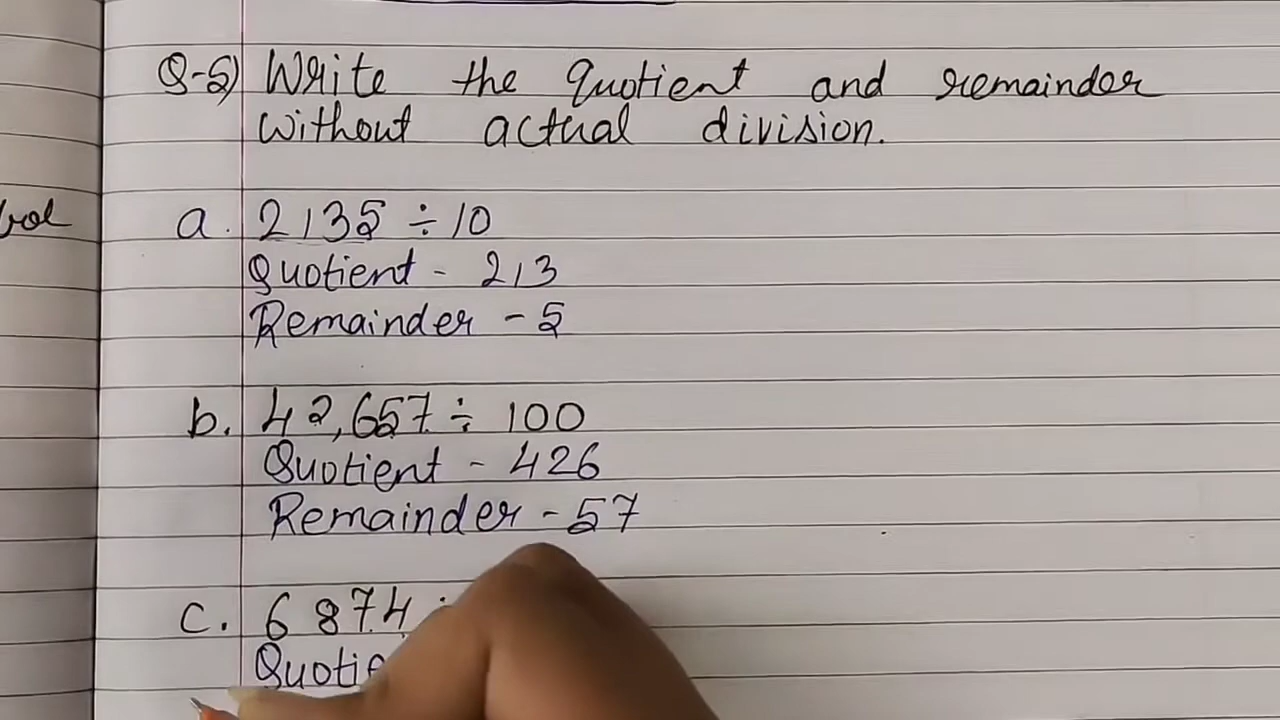 Q-5) Write the Quotient and remainder
without actual division.
a. 2135 ÷ 10
Quotient - 213
Remainder - 5
b. 42,657 ÷ 100
Quotient - 426
Remainder - 57
c. 6874